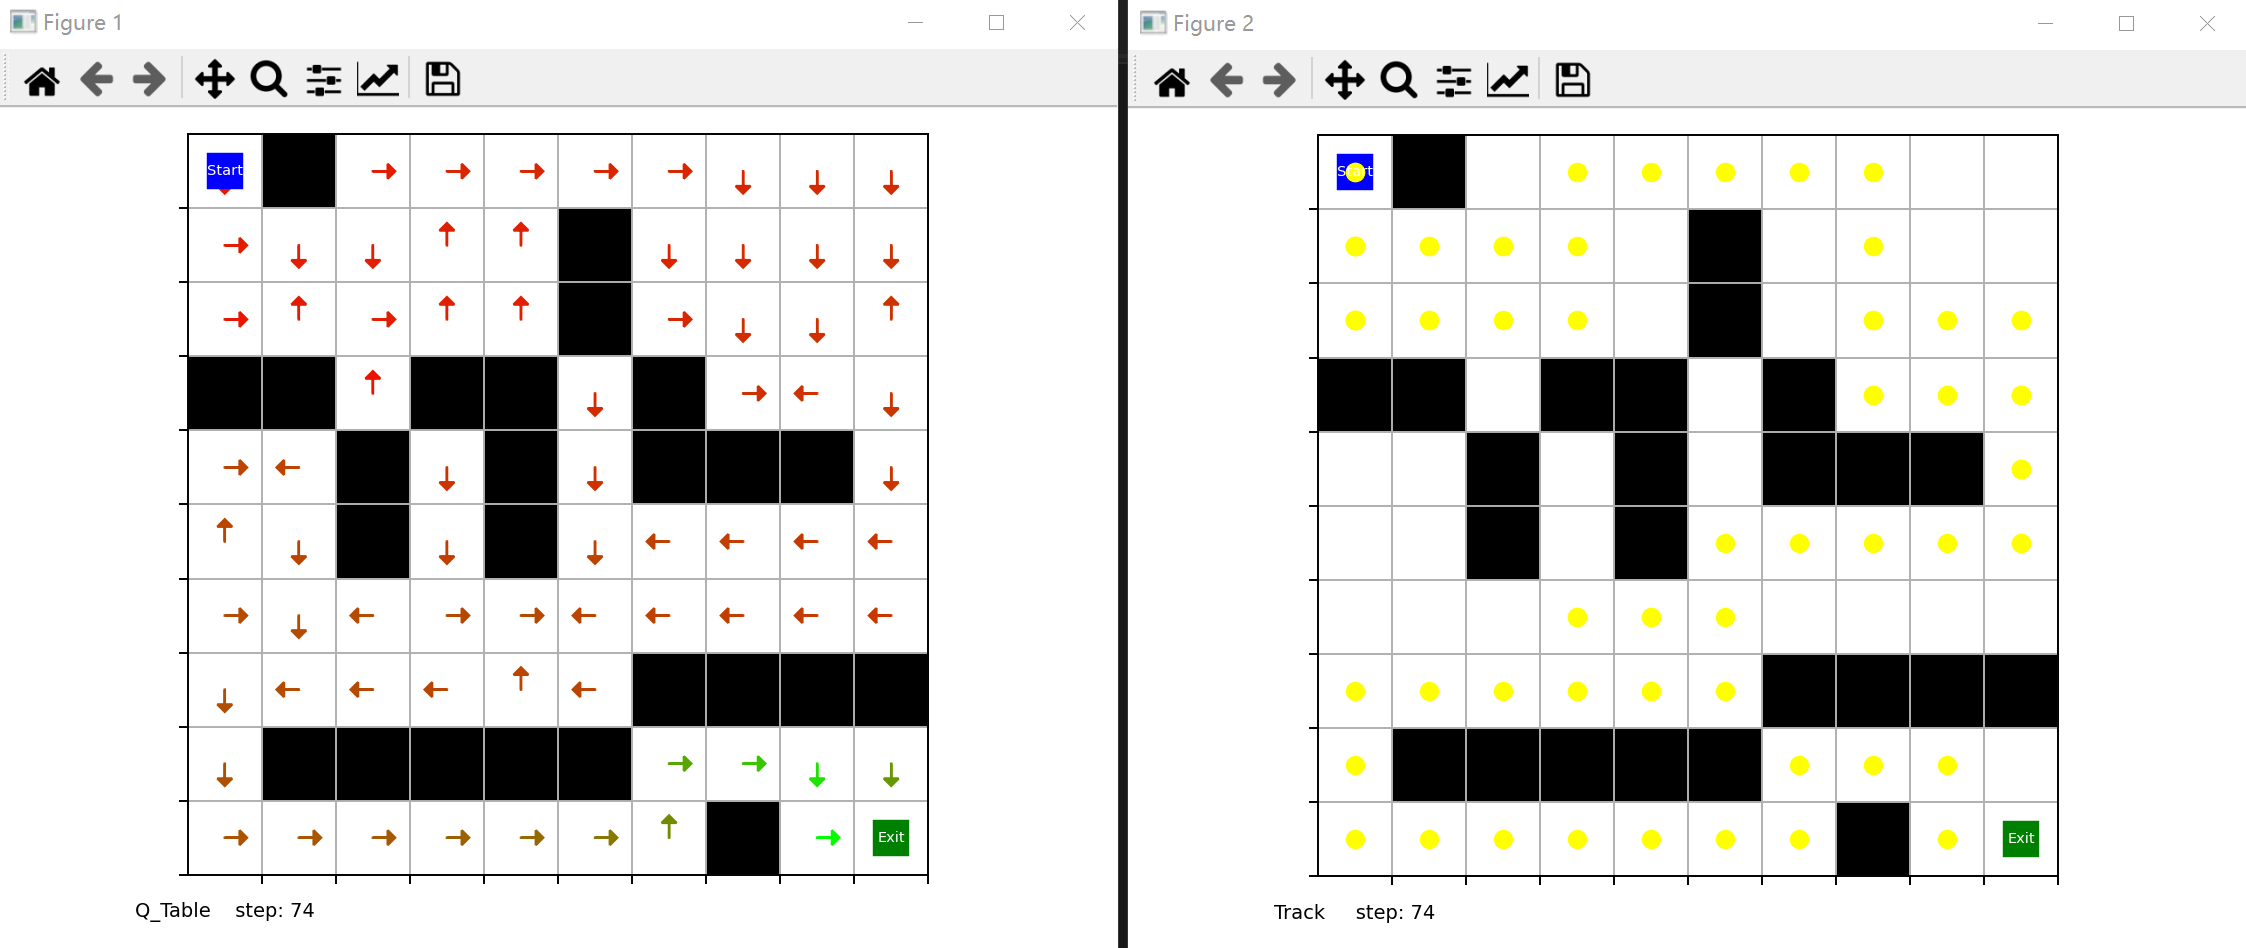 Figure 1
Figure 2
Start
Start
Exit
Exit
Q_Table step: 74
Track step: 74